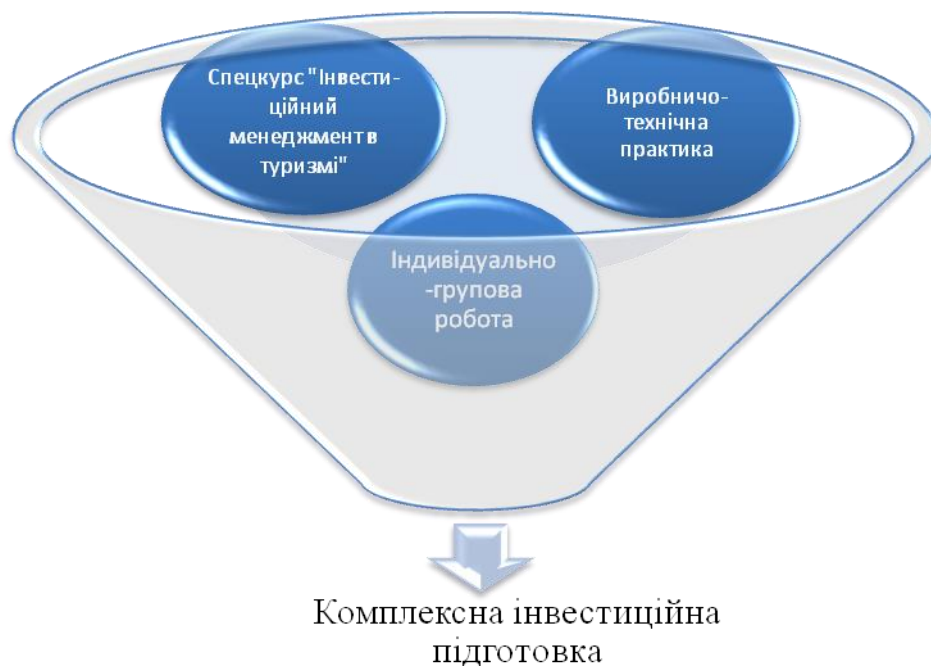 Спецкурс "Інвести-
ційний
менеджмент в
туризмі"
Виробничо-
технічна
практика
Індивідуально
-групова
робота
Комплексна інвестиційна
підготовка